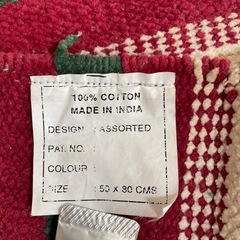 100% COTTON
MADE IN INDIA
DESIGN : ASSORTED
PAT. NO. :
COLOUR :
SIZE : 50 X 80 CMS